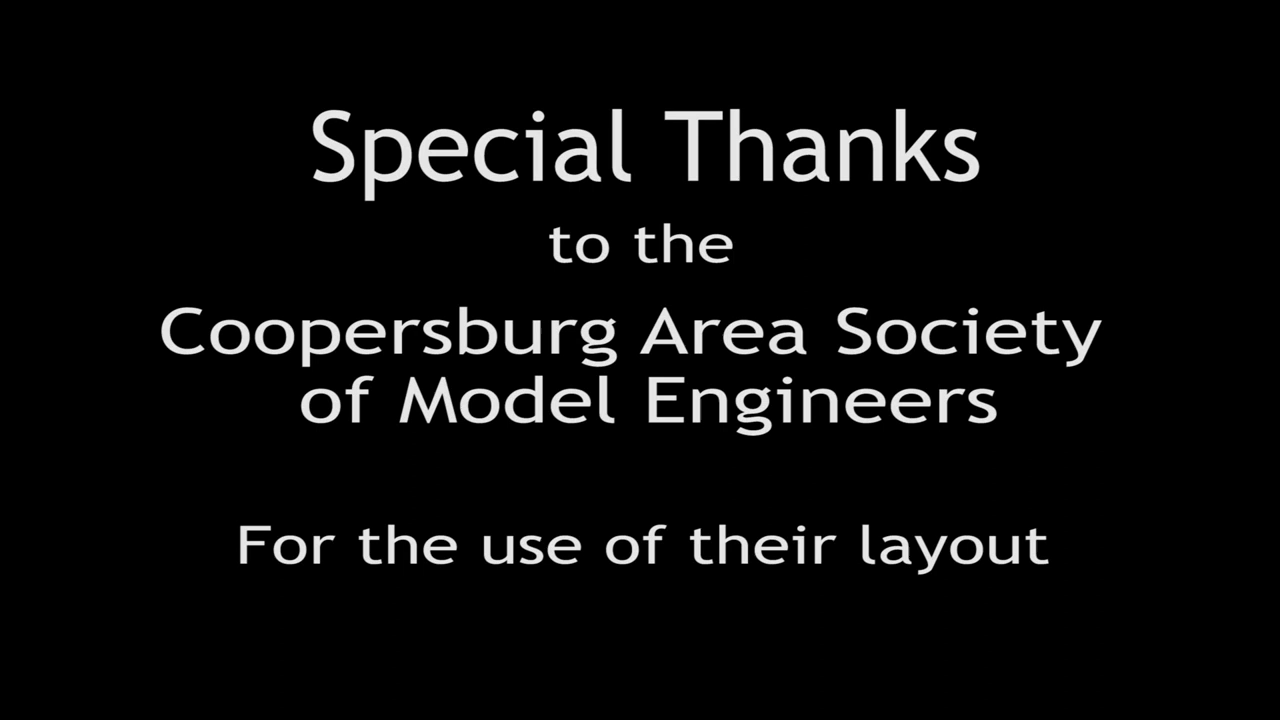 Special Thanks
to the
Coopersburg Area Society
of Model Engineers
For the use of their layout